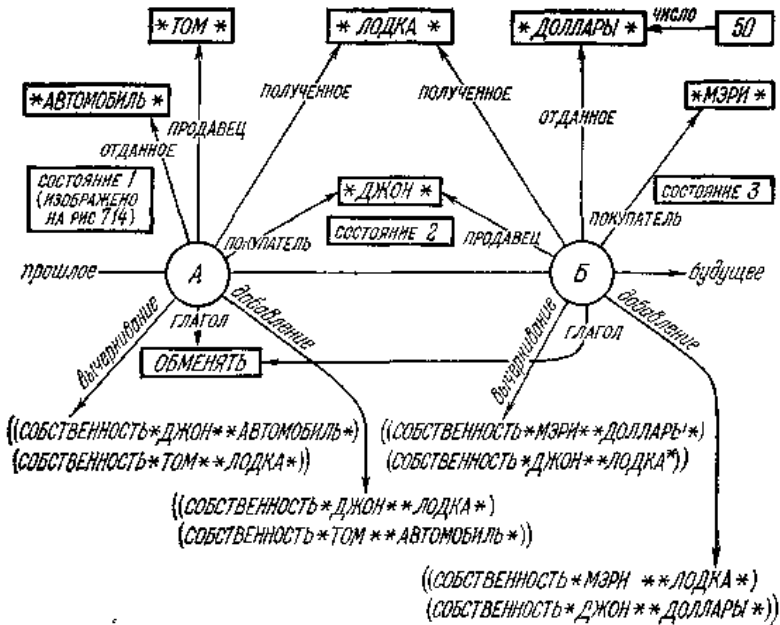 *ТОМ*
*ЛОДКА*
*ДОЛЛАРЫ*
ЧИСЛО
50
*АВТОМОБИЛЬ*
ПОЛУЧЕННОЕ
ПОЛУЧЕННОЕ
*МЭРИ*
ОТДАННОЕ
ПРОДАВЕЦ
ОТДАННОЕ
СОСТОЯНИЕ 1
(ИЗОБРАЖЕНО
НА РИС 7.14)
*ДЖОН*
СОСТОЯНИЕ 3
ПОКУПАТЕЛЬ
СОСТОЯНИЕ 2
ПРОДАВЕЦ
ПОКУПАТЕЛЬ
прошлое
А
Б
будущее
вычеркивание
ГЛАГОЛ
добавление
вычеркивание
ГЛАГОЛ
добавление
ОБМЕНЯТЬ
((СОБСТВЕННОСТЬ*ДЖОН**АВТОМОБИЛЬ*)
(СОБСТВЕННОСТЬ*ТОМ**ЛОДКА*))
((СОБСТВЕННОСТЬ*МЭРИ**ДОЛЛАРЫ*)
(СОБСТВЕННОСТЬ*ДЖОН**ЛОДКА*))
((СОБСТВЕННОСТЬ*ДЖОН**ЛОДКА*)
(СОБСТВЕННОСТЬ*ТОМ**АВТОМОБИЛЬ*))
((СОБСТВЕННОСТЬ*МЭРИ **ЛОДКА*)
(СОБСТВЕННОСТЬ*ДЖОН**ДОЛЛАРЫ*))